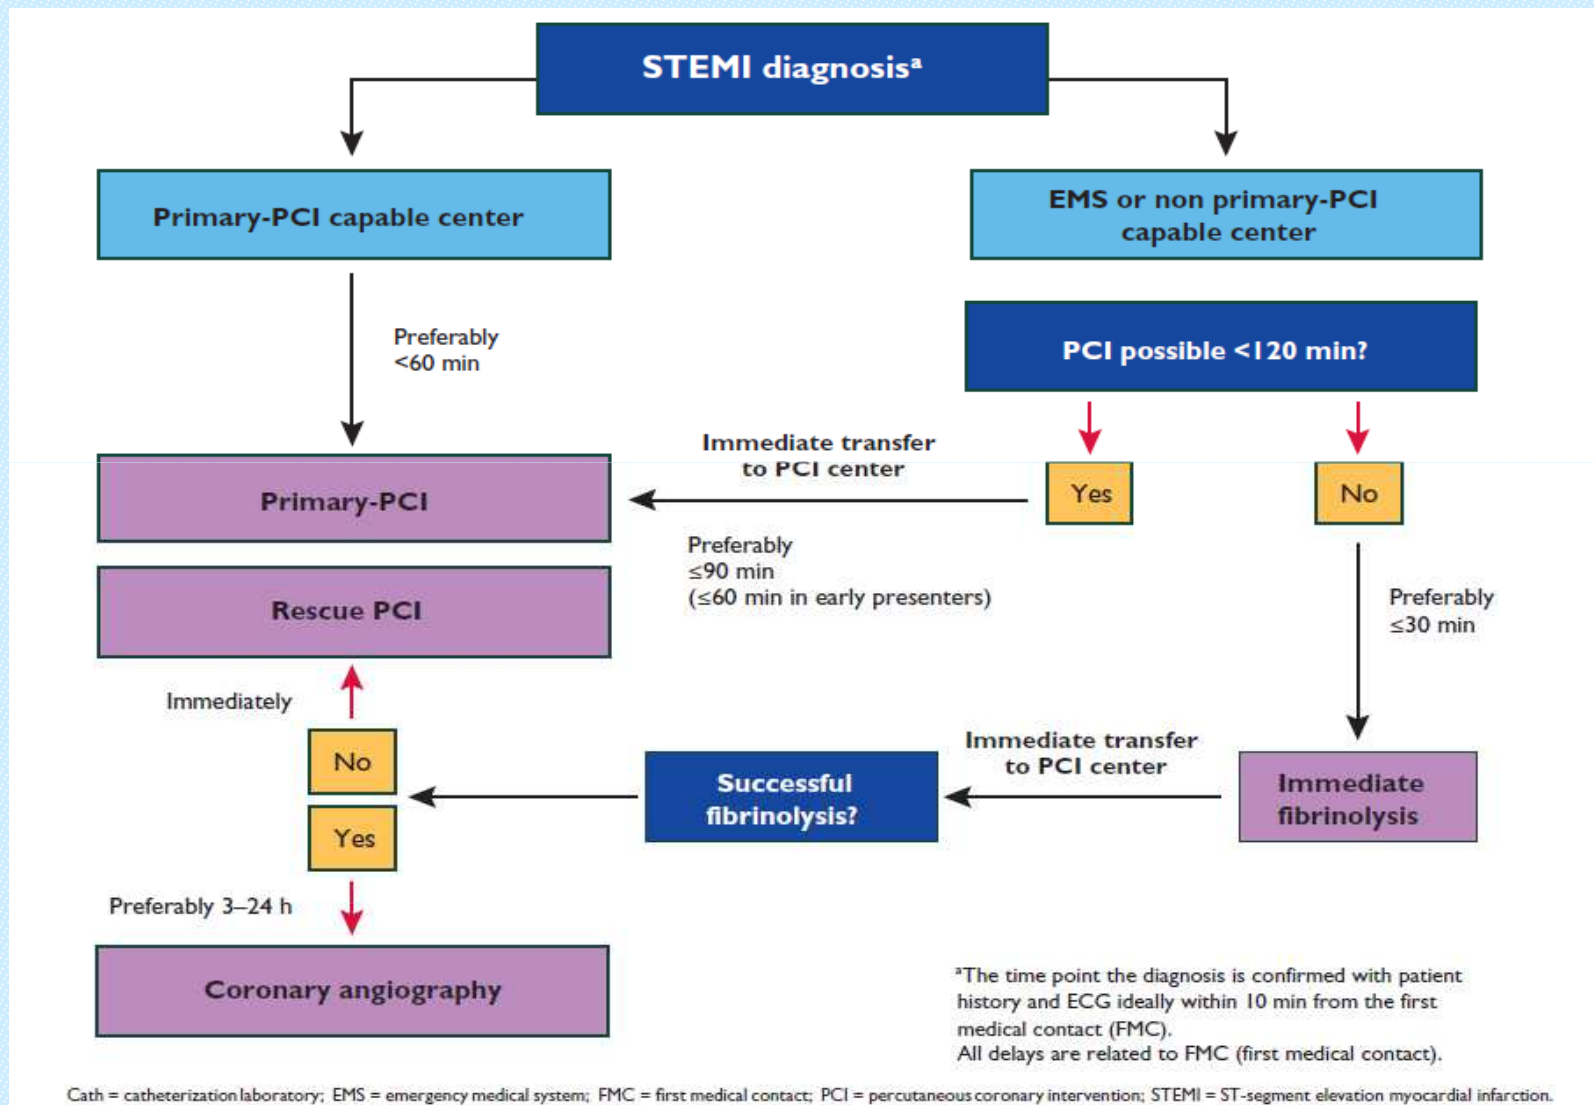 STEMI diagnosisª
Primary-PCI capable center
EMS or non primary-PCI
capable center
Preferably
<60 min
PCI possible <120 min?
Immediate transfer
to PCI center
Yes
No
Primary-PCI
Preferably
≤90 min
(≤60 min in early presenters)
Preferably
≤30 min
Rescue PCI
Immediately
No
Yes
Successful
fibrinolysis?
Immediate transfer
to PCI center
Immediate
fibrinolysis
Preferably 3–24 h
Coronary angiography
ªThe time point the diagnosis is confirmed with patient
history and ECG ideally within 10 min from the first
medical contact (FMC).
All delays are related to FMC (first medical contact).
Cath = catheterization laboratory; EMS = emergency medical system; FMC = first medical contact; PCI = percutaneous coronary intervention; STEMI = ST-segment elevation myocardial infarction.